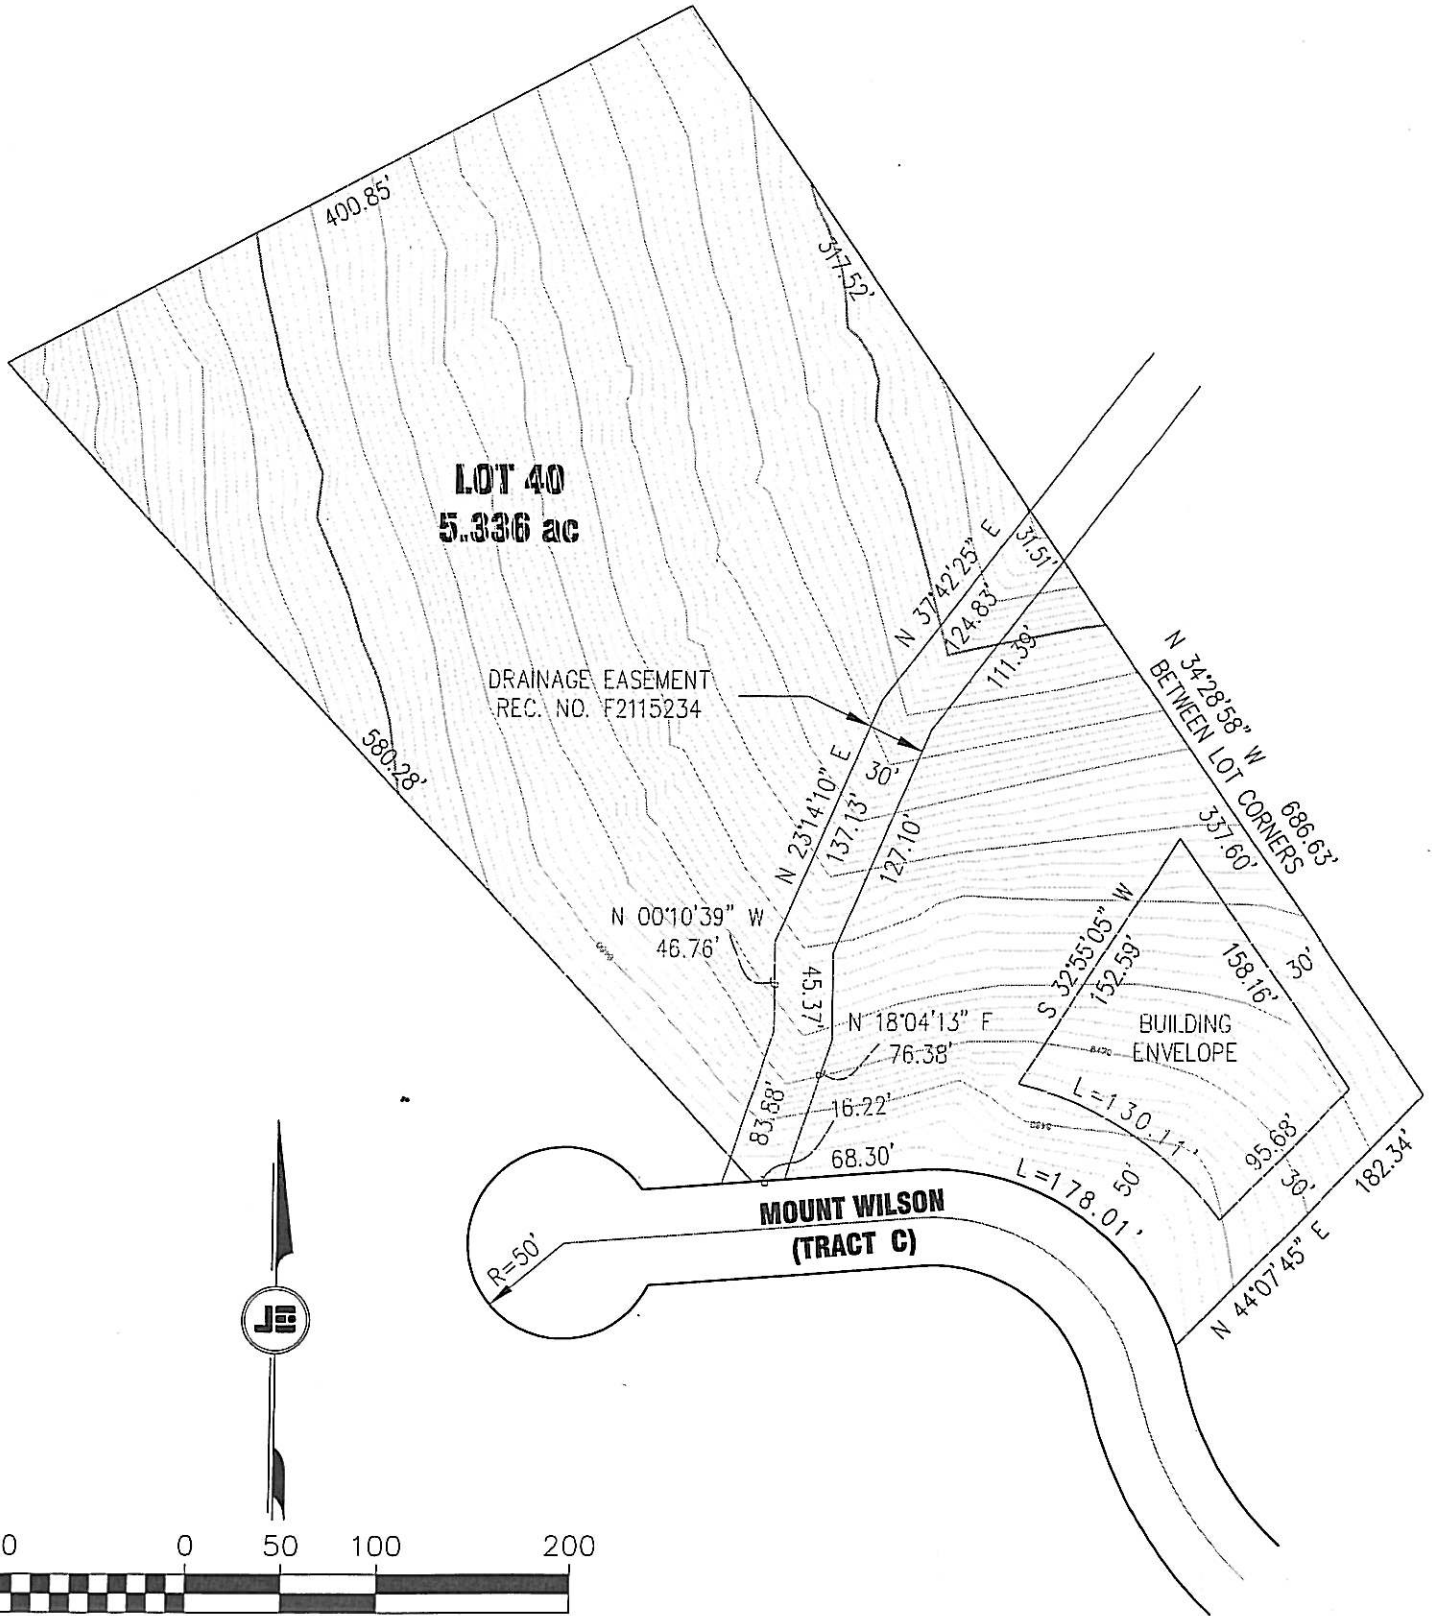 400.85'
317.52'
LOT 40
5.336 ac
N 37°42'25" E
31.51'
124.83'
111.39'
DRAINAGE EASEMENT
REC. NO. F2115234
N 34°28'58" W
BETWEEN LOT CORNERS
686.63'
337.60'
580.28'
N 23°14'10" E
30'
137.13'
127.10'
N 00°10'39" W
46.76'
45.37'
S 32°55'05" W
152.59'
158.16'
30'
N 18°04'13" E
76.38'
BUILDING
ENVELOPE
83.68'
16.22'
L=130.11'
68.30'
L=178.01'
50'
95.68'
30'
182.34'
MOUNT WILSON
(TRACT C)
R=50'
N 44°07'45" E
JE
0 0 50 100 200